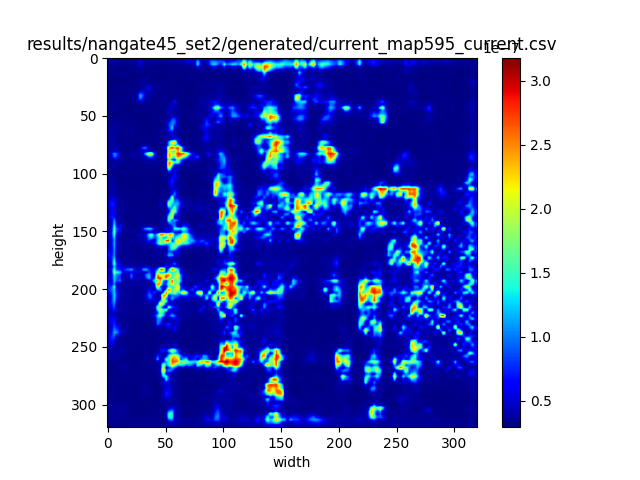 results/nangate45_set2/generated/current_map595_current.csv
1e−7
0
50
100
150
200
250
300
height
0 50 100 150 200 250 300
width
3.0
2.5
2.0
1.5
1.0
0.5